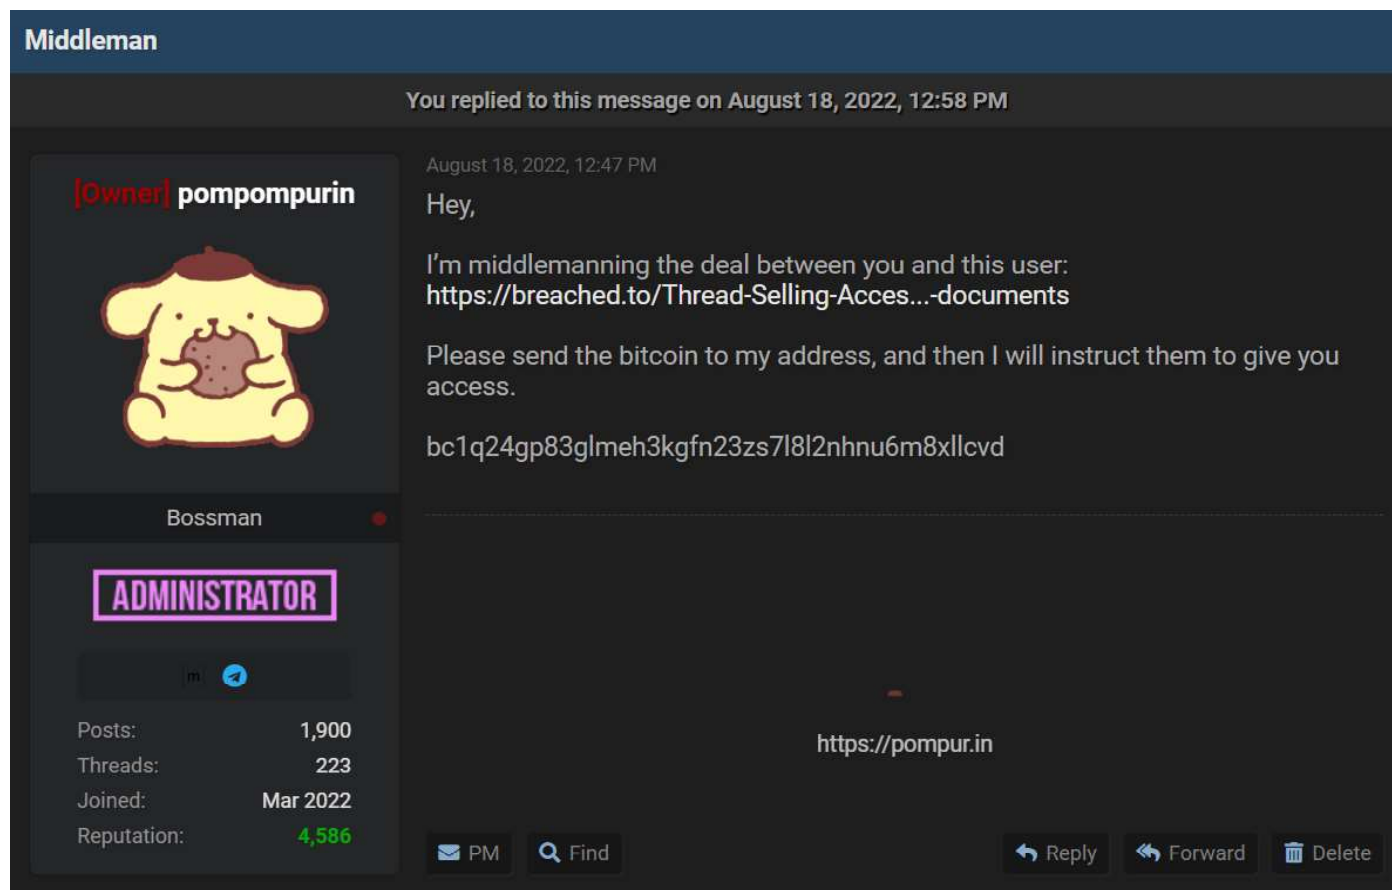 Middleman
You replied to this message on August 18, 2022, 12:58 PM
[Owner] pompompurin
Bossman
ADMINISTRATOR
m
Posts: 1,900
Threads: 223
Joined: Mar 2022
Reputation: 4,586
August 18, 2022, 12:47 PM
Hey,
I'm middlemanning the deal between you and this user:
https://breached.to/Thread-Selling-Acces...-documents
Please send the bitcoin to my address, and then I will instruct them to give you
access.
bc1q24gp83glmeh3kgfn23zs7l8l2nhnu6m8xllcvd
https://pompur.in
PM Find Reply Forward Delete